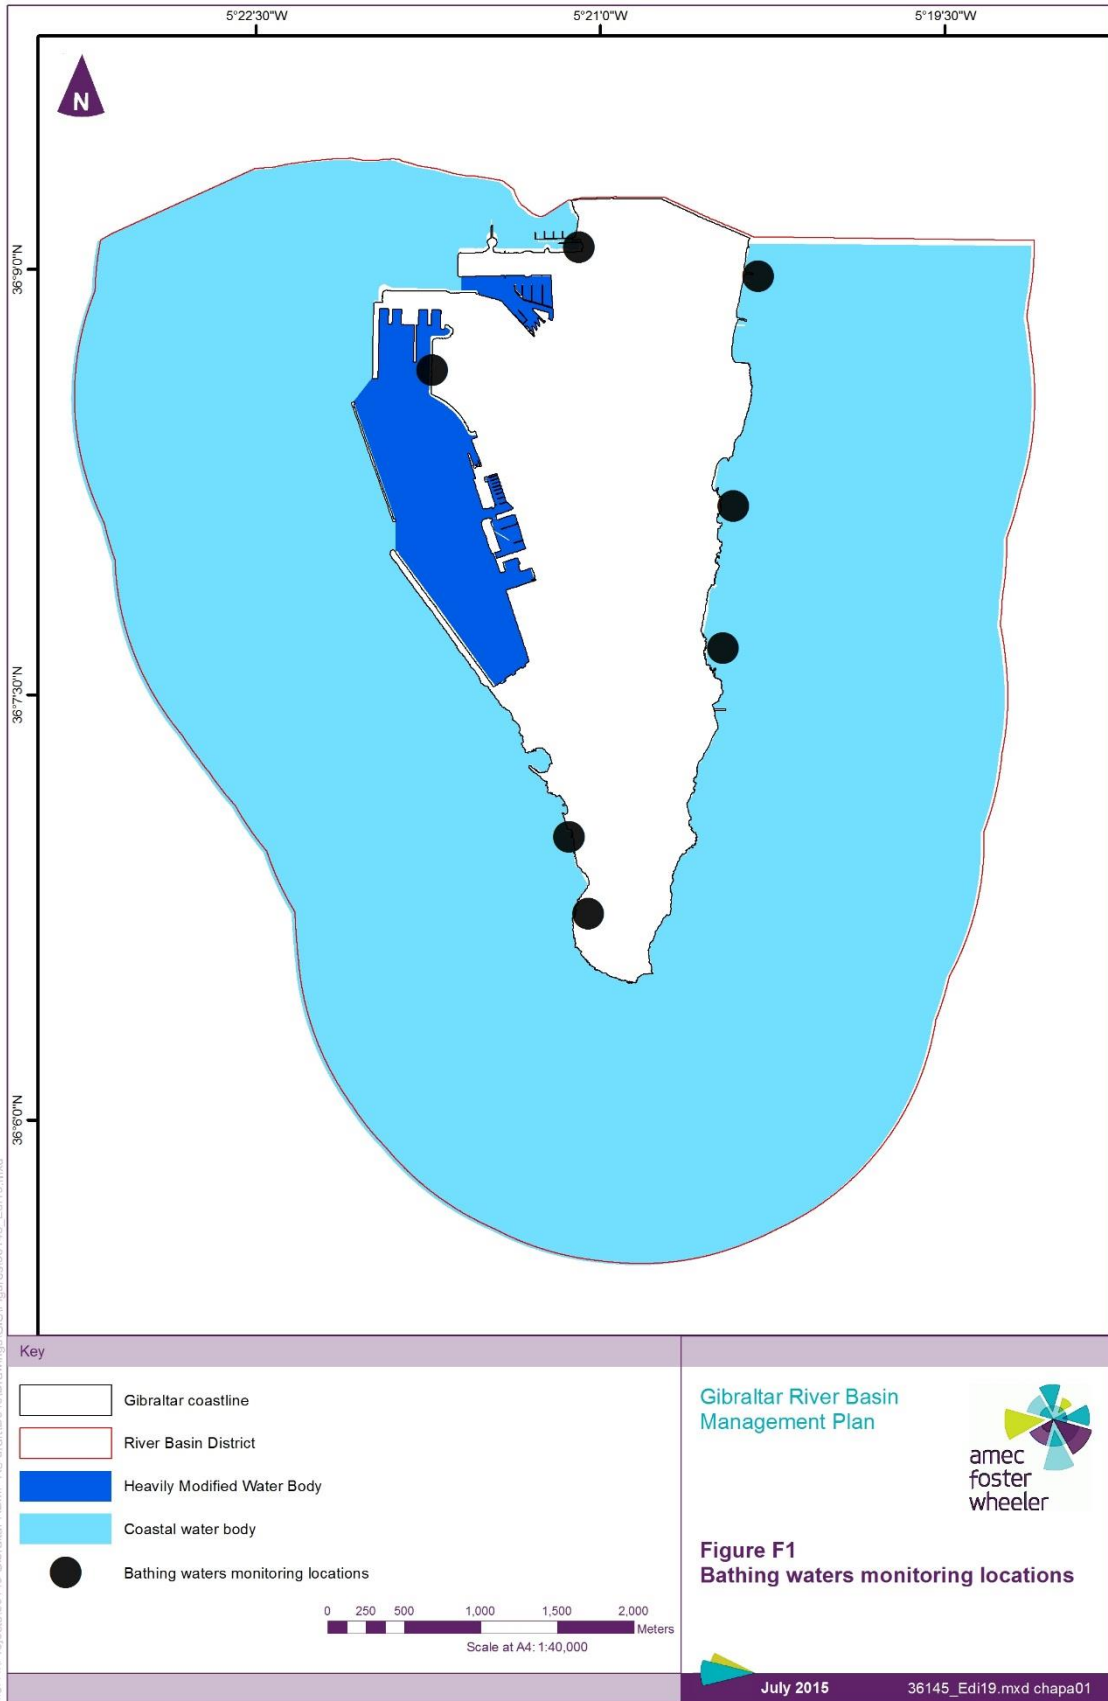 5°22'30"W
5°21'0"W
5°19'30"W
N
36°9'0"N
36°7'30"N
36°6'0"N
Key
Gibraltar coastline
River Basin District
Heavily Modified Water Body
Coastal water body
Bathing waters monitoring locations
0 250 500 1,000 1,500 2,000
Meters
Scale at A4: 1:40,000
Gibraltar River Basin
Management Plan
amec
foster
wheeler
Figure F1
Bathing waters monitoring locations
July 2015
36145_Edi19.mxd chapa01